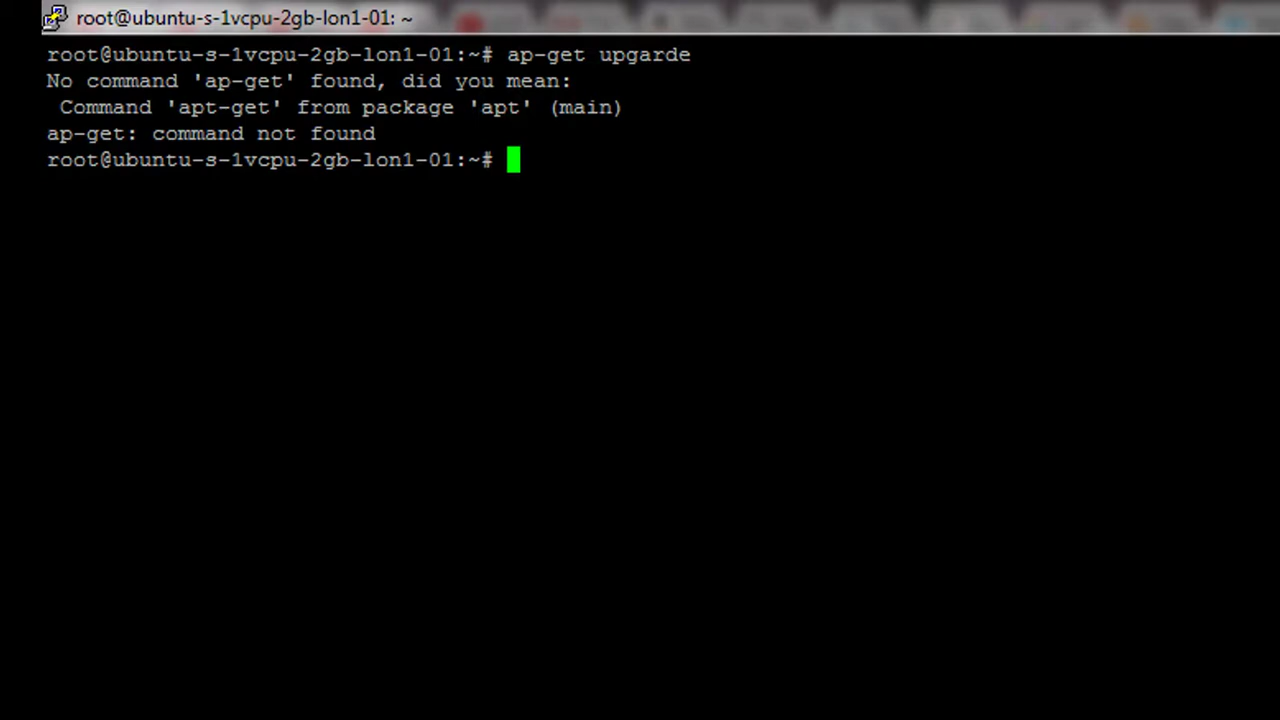 root@ubuntu-s-1vcpu-2gb-lon1-01: ~
root@ubuntu-s-1vcpu-2gb-lon1-01:~# ap-get upgarde
No command 'ap-get' found, did you mean:
 Command 'apt-get' from package 'apt' (main)
ap-get: command not found
root@ubuntu-s-1vcpu-2gb-lon1-01:~#